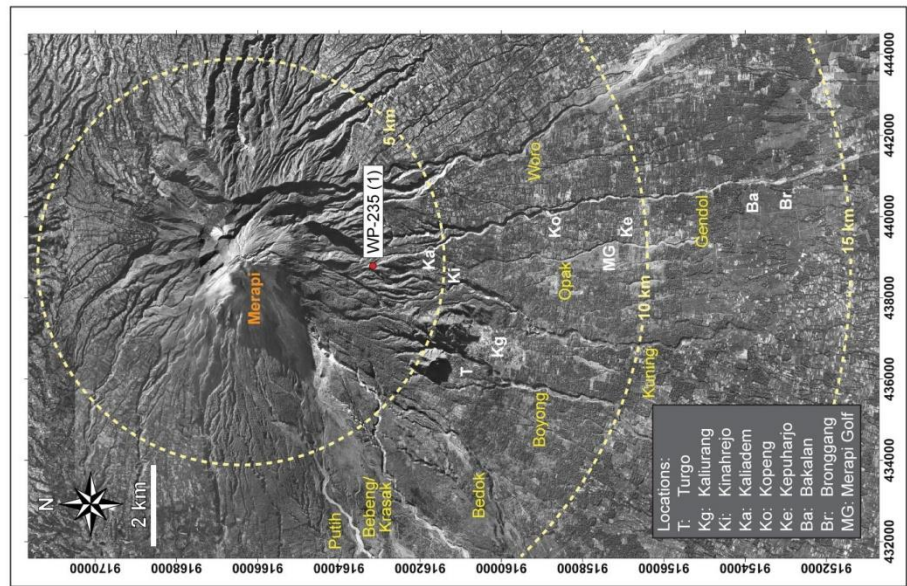 N
2 km
Merapi
5 km
WP-235 (1)
Putih
Bebeng/
Krasak
Bedok
Boyong
Kuning
Opak
Woro
Gendol
T
Kg
Ki
Ka
Ko
MG
Ke
Ba
Br
10 km
15 km
Locations:
T: Turgo
Kg: Kaliurang
Ki: Kinahrejo
Ka: Kaliadem
Ko: Kopeng
Ke: Kepuharjo
Ba: Bakalan
Br: Bronggang
MG: Merapi Golf
9170000
9168000
9166000
9164000
9162000
9160000
9158000
9156000
9154000
9152000
432000
434000
436000
438000
440000
442000
444000